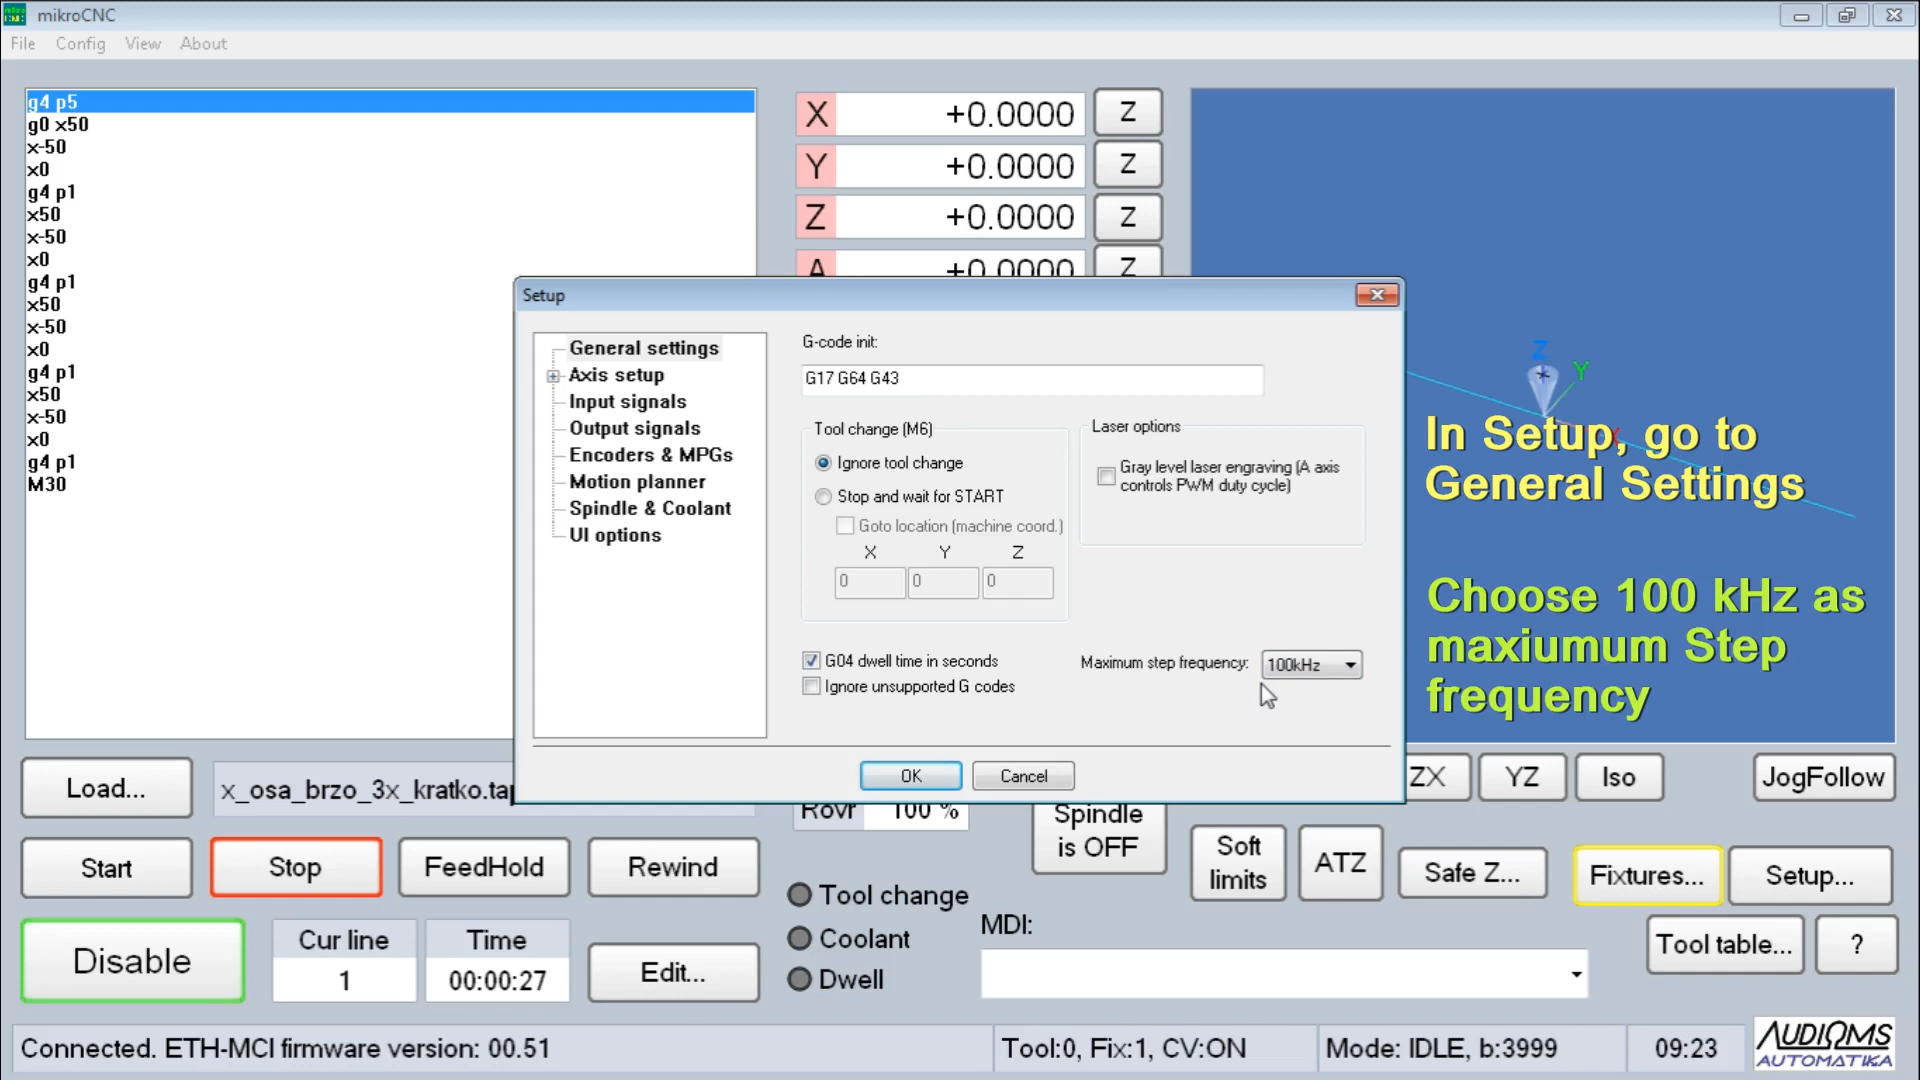 mikroCNC
File Config View About
g4 p5
g0 x50
x-50
x0
g4 p1
x50
x-50
x0
g4 p1
x50
x-50
x0
g4 p1
x50
x-50
x0
g4 p1
M30
X +0.0000 Z
Y +0.0000 Z
Z +0.0000 Z
A +0.0000 Z
Setup
General settings
Axis setup
Input signals
Output signals
Encoders & MPGs
Motion planner
Spindle & Coolant
UI options
G-code init:
G17 G64 G43
Tool change (M6)
Ignore tool change
Stop and wait for START
Goto location (machine coord.)
X Y Z
0 0 0
Laser options
Gray level laser engraving (A axis
controls PWM duty cycle)
G04 dwell time in seconds
Ignore unsupported G codes
Maximum step frequency: 100kHz
OK Cancel
Z Y
X
In Setup, go to
General Settings
Choose 100 kHz as
maxiumum Step
frequency
Load... x_osa_brzo_3x_kratko.tap
Rovr 100 %
Spindle
is OFF
ZX YZ Iso JogFollow
Start Stop FeedHold Rewind
Soft
limits
ATZ Safe Z... Fixtures... Setup...
Tool change
Coolant
Dwell
MDI:
Tool table... ?
Disable
Cur line
1
Time
00:00:27
Edit...
Connected. ETH-MCI firmware version: 00.51
Tool:0, Fix:1, CV:ON
Mode: IDLE, b:3999
09:23
AUDIOMS
AUTOMATIKA